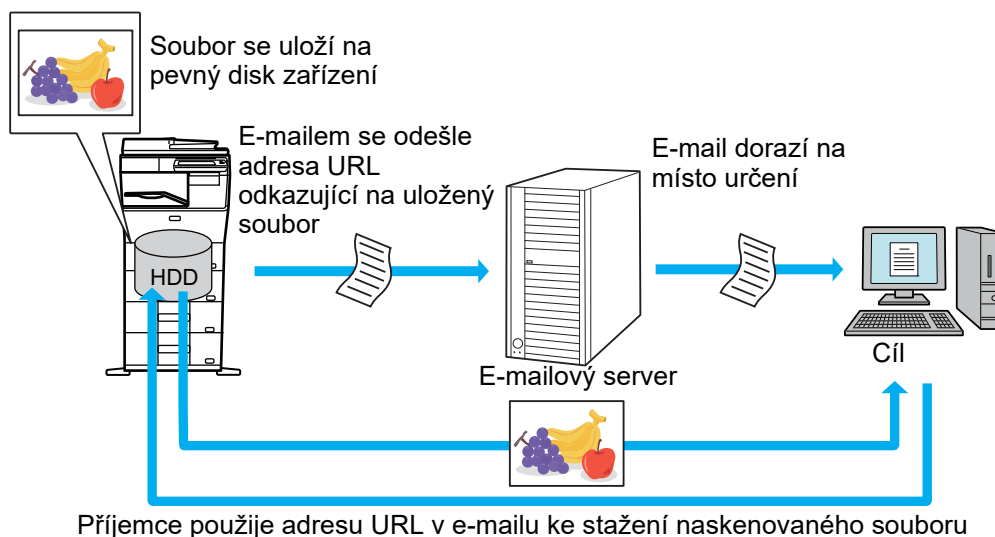 Soubor se uloží na
pevný disk zařízení
E-mailem se odešle
adresa URL
odkazující na uložený
soubor
E-mail dorazí na
místo určení
HDD
E-mailový server
Cíl
Příjemce použije adresu URL v e-mailu ke stažení naskenovaného souboru